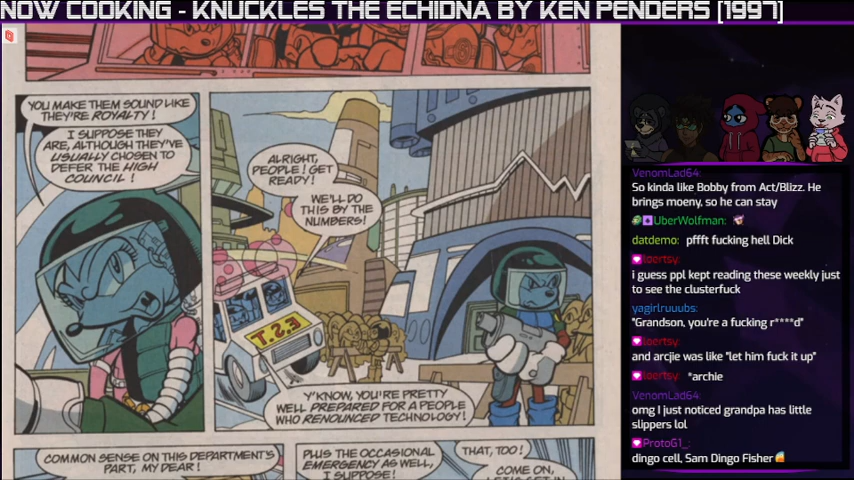 NOW COOKING - KNUCKLES THE ECHIDNA BY KEN PENDERS [1997]
YOU MAKE THEM SOUND LIKE
THEY'RE ROYALTY!
I SUPPOSE THEY
ARE, ALTHOUGH THEY'VE
USUALLY CHOSEN TO
DEFER THE HIGH
COUNCIL!
ALRIGHT,
PEOPLE! GET
READY!
WE'LL DO
THIS BY THE
NUMBERS!
Y'KNOW, YOU'RE PRETTY
WELL PREPARED FOR A PEOPLE
WHO RENOUNCED TECHNOLOGY!
COMMON SENSE ON THIS DEPARTMENT'S
PART, MY DEAR!
PLUS THE OCCASIONAL
EMERGENCY AS WELL,
I SUPPOSE!
THAT, TOO!
COME ON,
VenomLad64:
So kinda like Bobby from Act/Blizz. He
brings moeny, so he can stay
UberWolfman:
datdemo: pffft fucking hell Dick
loertsy:
i guess ppl kept reading these weekly just
to see the clusterfuck
yagirlruuubs:
"Grandson, you're a fucking r****d"
loertsy:
and arcjie was like "let him fuck it up"
loertsy: *archie
VenomLad64:
omg I just noticed grandpa has little
slippers lol
ProtoG1_:
dingo cell, Sam Dingo Fisher